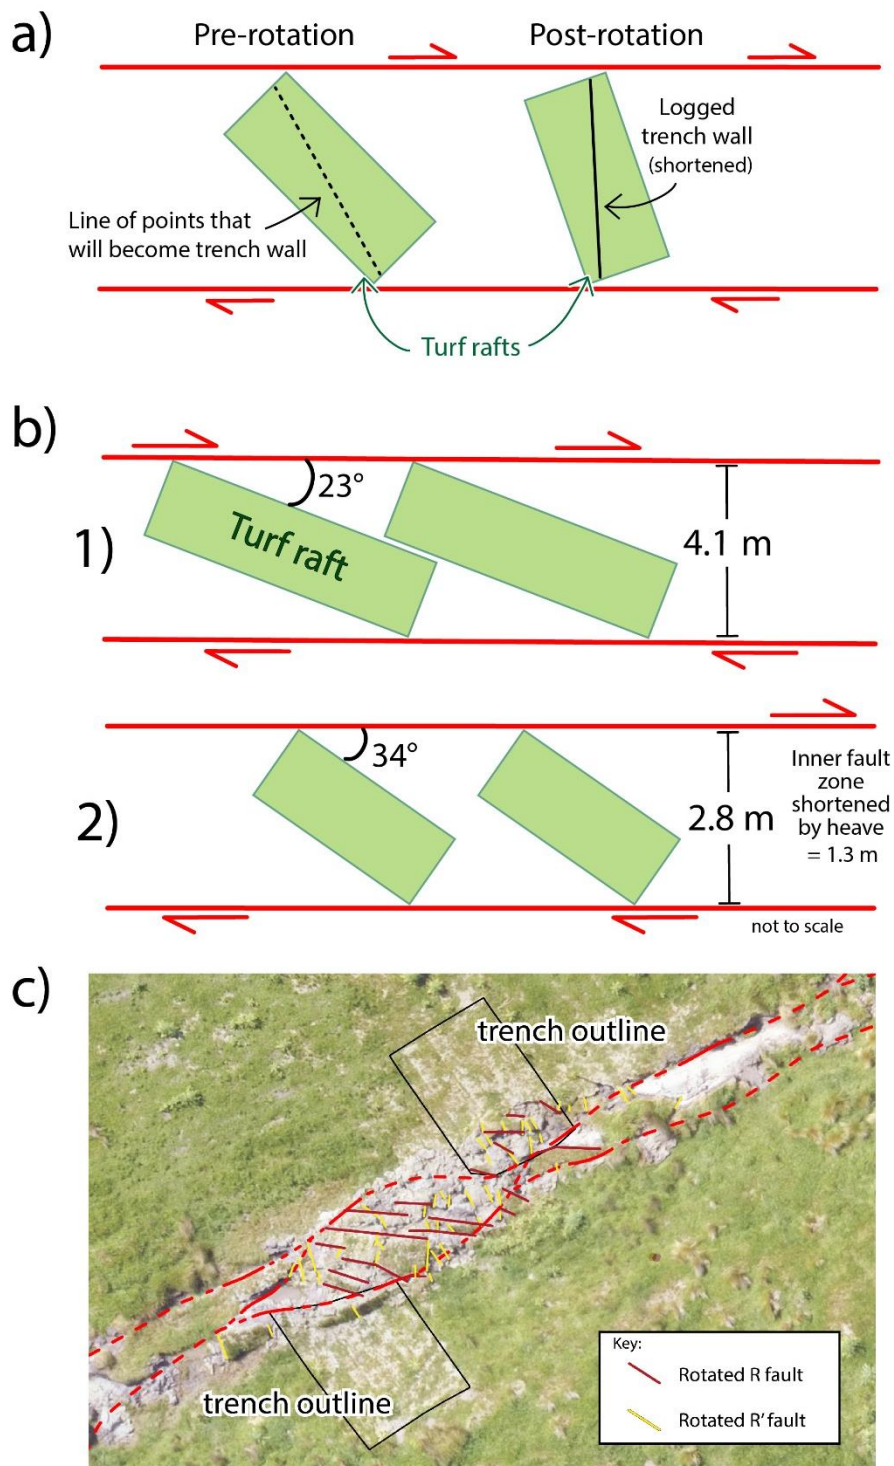 a)
Pre-rotation
Post-rotation
Logged
trench wall
(shortened)
Line of points that
will become trench wall
Turf rafts
b)
23°
1)
Turf raft
4.1 m
34°
2)
2.8 m
Inner fault
zone
shortened
by heave
= 1.3 m
not to scale
c)
trench outline
trench outline
Key:
Rotated R fault
Rotated R' fault